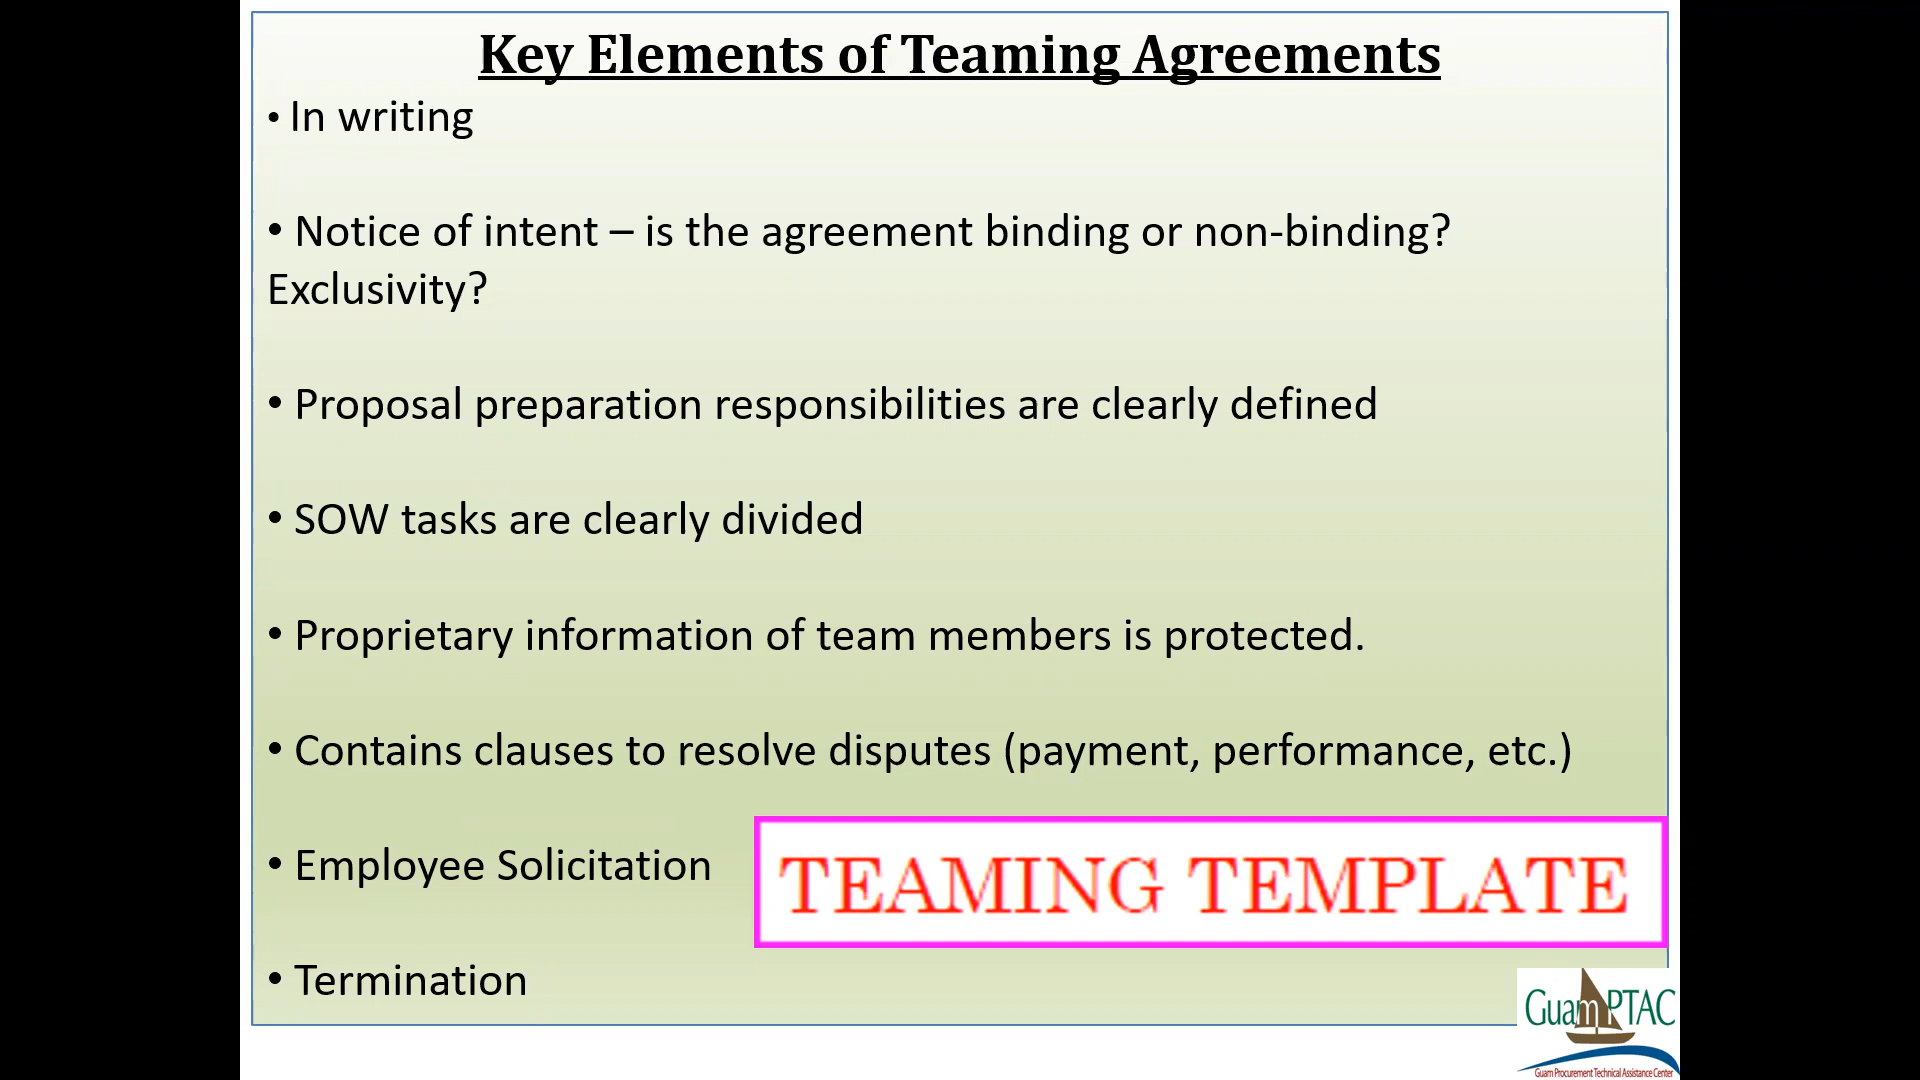 Key Elements of Teaming Agreements
• In writing
• Notice of intent – is the agreement binding or non-binding?
Exclusivity?
• Proposal preparation responsibilities are clearly defined
• SOW tasks are clearly divided
• Proprietary information of team members is protected.
• Contains clauses to resolve disputes (payment, performance, etc.)
• Employee Solicitation
TEAMING TEMPLATE
• Termination
Guam PTAC
Guam Procurement Technical Assistance Center